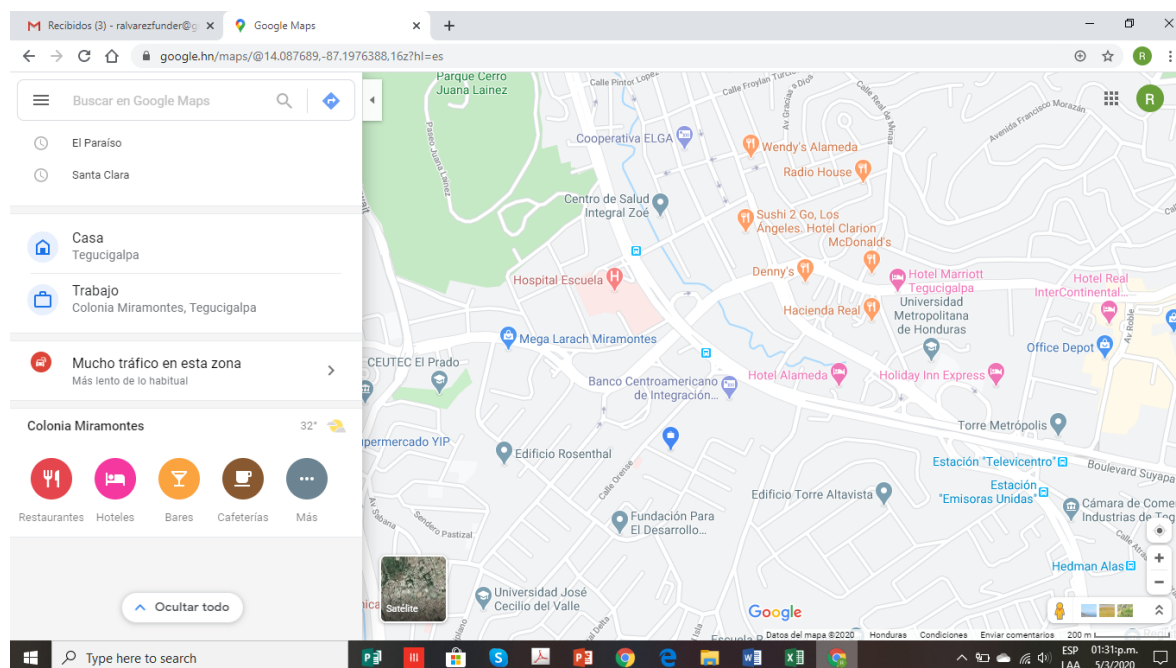 Recibidos (3) - ralvarezfunder@g
Google Maps
google.hn/maps/@14.087689,-87.1976388,16z?hl=es
R
Buscar en Google Maps
El Paraíso
Santa Clara
Casa
Tegucigalpa
Trabajo
Colonia Miramontes, Tegucigalpa
Mucho tráfico en esta zona
Más lento de lo habitual
Colonia Miramontes
32°
Restaurantes
Hoteles
Bares
Cafeterías
Más
Ocultar todo
Parque Cerro
Juana Lainez
Paseo Juana Lainez
Calle Pintor Lopez
Calle Froylan Turcios
Av Gracias a Dios
Calle Real de Minas
Avenida Francisco Morazán
R
Cooperativa ELGA
Wendy's Alameda
Radio House
Centro de Salud
Integral Zoé
Sushi 2 Go, Los
Angeles. Hotel Clarion
McDonald's
Hospital Escuela
Denny's
Hotel Marriott
Tegucigalpa
Hotel Real
InterContinental...
Hacienda Real
Universidad
Metropolitana
de Honduras
Av Roble
Mega Larach Miramontes
Office Depot
CEUTEC El Prado
Banco Centroamericano
de Integración...
Hotel Alameda
Holiday Inn Express
Torre Metrópolis
upermercado YIP
Edificio Rosenthal
Calle Orense
Estación "Televicentro"
Boulevard Suyapa
Estación
"Emisoras Unidas"
Edificio Torre Altavista
Cámara de Come
Industrias de Teg
Av Sabana
Sendero Pastizal
Fundación Para
El Desarrollo...
Hedman Alas
Satélite
Universidad José
Cecilio del Valle
Google
Datos del mapa ©2020
Honduras
Condiciones
Enviar comentarios
200 m
Type here to search
ESP
LAA
01:31p.m.